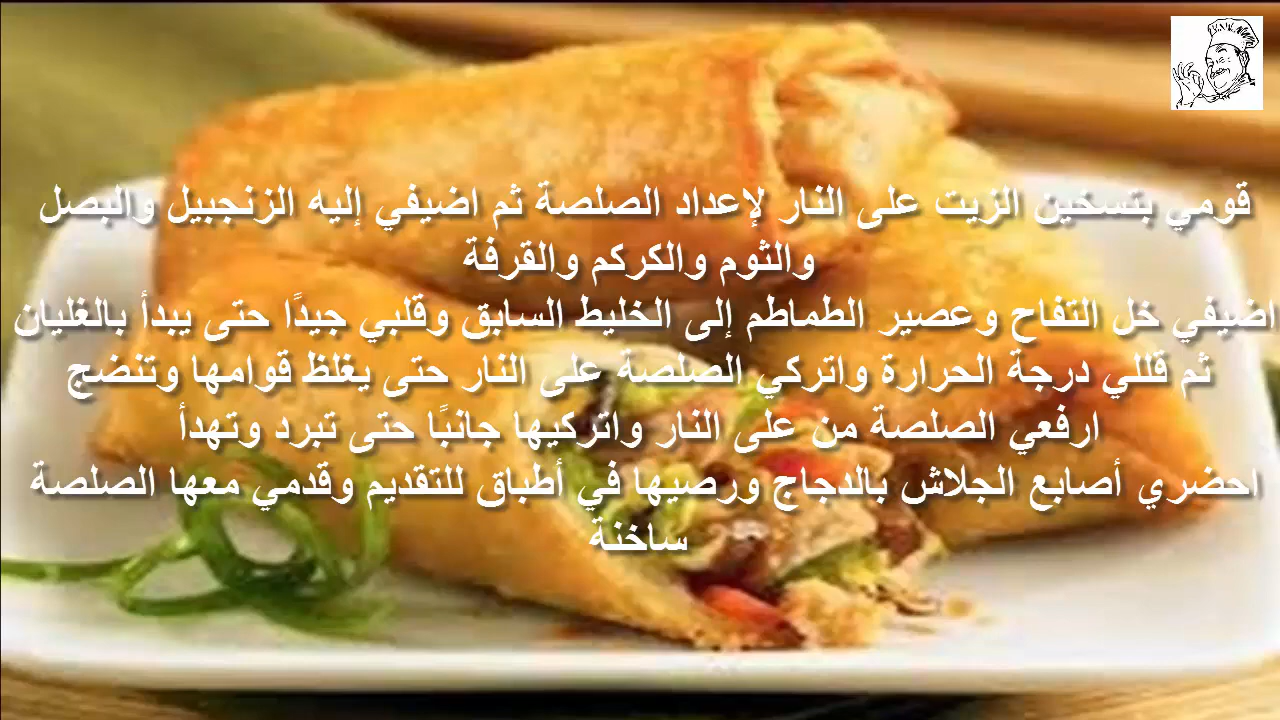 قومي بتسخين الزيت على النار لإعداد الصلصة ثم اضيفي إليه الزنجبيل والبصل
والثوم والكركم والقرفة
اضيفي خل التفاح وعصير الطماطم إلى الخليط السابق وقلبي جيدًا حتى يبدأ بالغليان
ثم قللي درجة الحرارة واتركي الصلصة على النار حتى يغلظ قوامها وتنضج
ارفعي الصلصة من على النار واتركيها جانبًا حتى تبرد وتهدأ
احضري أصابع الجلاش بالدجاج ورصيها في أطباق للتقديم وقدمي معها الصلصة
ساخنة